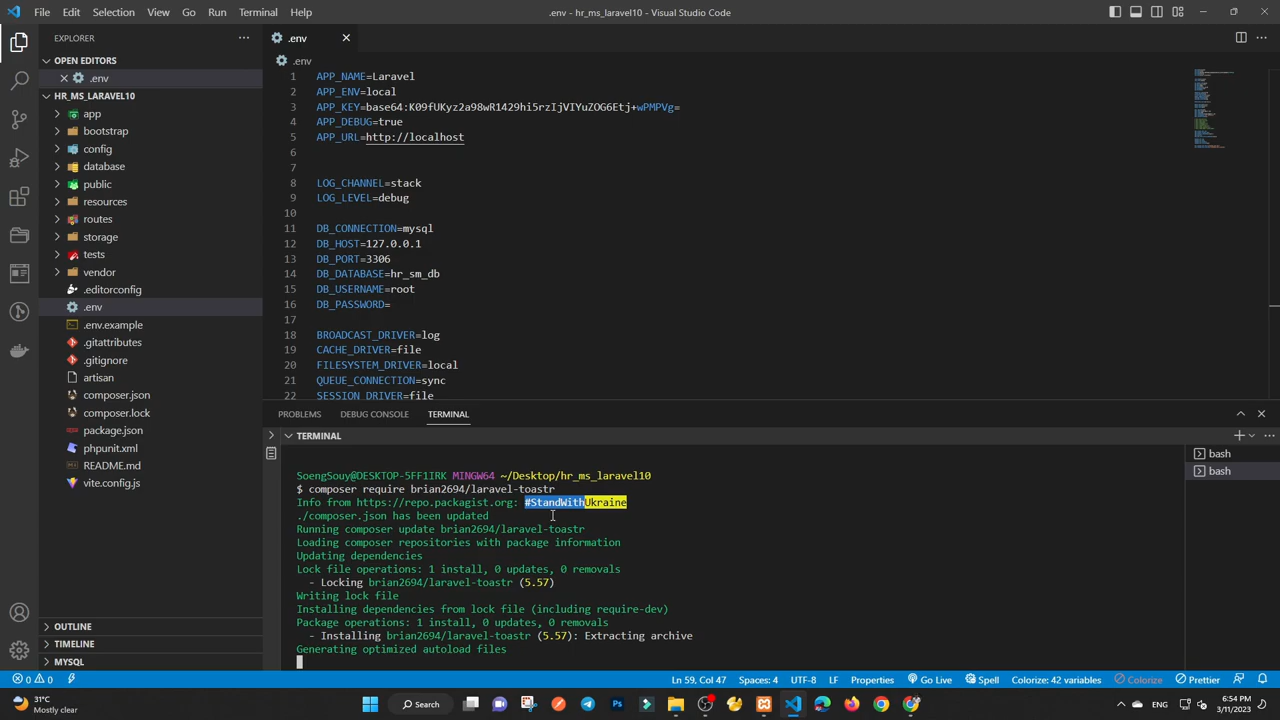 File Edit Selection View Go Run Terminal Help
.env - hr_ms_laravel10 - Visual Studio Code
EXPLORER
OPEN EDITORS
.env
HR_MS_LARAVEL10
app
bootstrap
config
database
public
resources
routes
storage
tests
vendor
.editorconfig
.env
.env.example
.gitattributes
.gitignore
artisan
composer.json
composer.lock
package.json
phpunit.xml
README.md
vite.config.js
OUTLINE
TIMELINE
MYSQL
.env
.env
1 APP_NAME=Laravel
2 APP_ENV=local
3 APP_KEY=base64:K09fUKyz2a98wR1429hi5rzIjVIYuZOG6Etj+wPMPVg=
4 APP_DEBUG=true
5 APP_URL=http://localhost
6
7
8 LOG_CHANNEL=stack
9 LOG_LEVEL=debug
10
11 DB_CONNECTION=mysql
12 DB_HOST=127.0.0.1
13 DB_PORT=3306
14 DB_DATABASE=hr_sm_db
15 DB_USERNAME=root
16 DB_PASSWORD=
17
18 BROADCAST_DRIVER=log
19 CACHE_DRIVER=file
20 FILESYSTEM_DRIVER=local
21 QUEUE_CONNECTION=sync
22 SESSION_DRIVER=file
PROBLEMS DEBUG CONSOLE TERMINAL
TERMINAL
SoengSouy@DESKTOP-5FF1IRK MINGW64 ~/Desktop/hr_ms_laravel10
$ composer require brian2694/laravel-toastr
Info from https://repo.packagist.org: #StandWithUkraine
./composer.json has been updated
Running composer update brian2694/laravel-toastr
Loading composer repositories with package information
Updating dependencies
Lock file operations: 1 install, 0 updates, 0 removals
- Locking brian2694/laravel-toastr (5.57)
Writing lock file
Installing dependencies from lock file (including require-dev)
Package operations: 1 install, 0 updates, 0 removals
- Installing brian2694/laravel-toastr (5.57): Extracting archive
Generating optimized autoload files
bash
bash
0 0
Ln 59, Col 47 Spaces: 4 UTF-8 LF Properties Go Live Spell Colorize: 42 variables Colorize Prettier
31°C
Mostly clear
Search
ENG
6:54 PM
3/11/2023